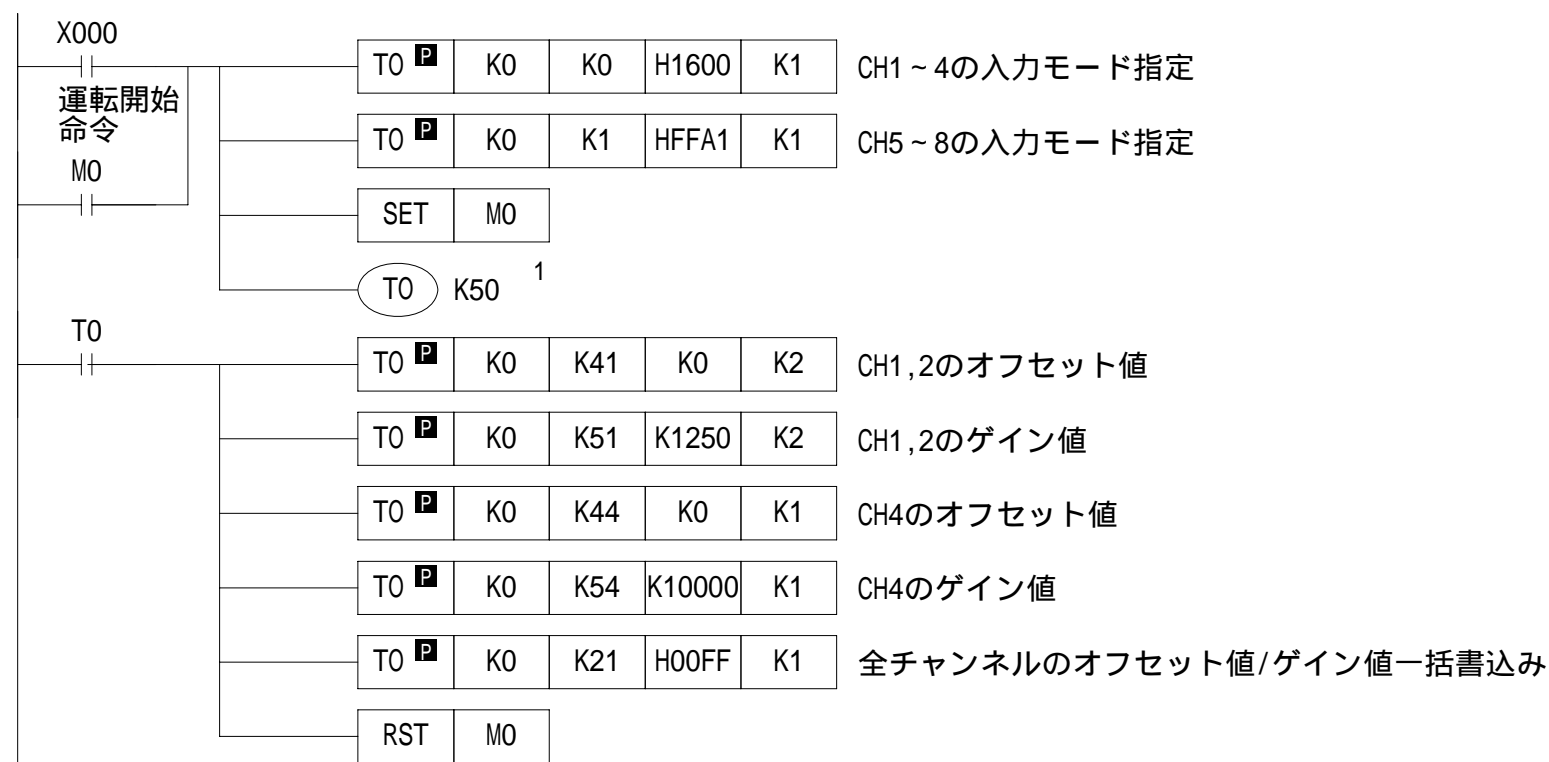 X000
TO P K0 K0 H1600 K1 CH1~4の入力モード指定
運転開始
命令
TO P K0 K1 HFFA1 K1 CH5~8の入力モード指定
M0
SET M0
T0 K50 1
T0
TO P K0 K41 K0 K2 CH1,2のオフセット値
TO P K0 K51 K1250 K2 CH1,2のゲイン値
TO P K0 K44 K0 K1 CH4のオフセット値
TO P K0 K54 K10000 K1 CH4のゲイン値
TO P K0 K21 H00FF K1 全チャンネルのオフセット値/ゲイン値一括書込み
RST M0